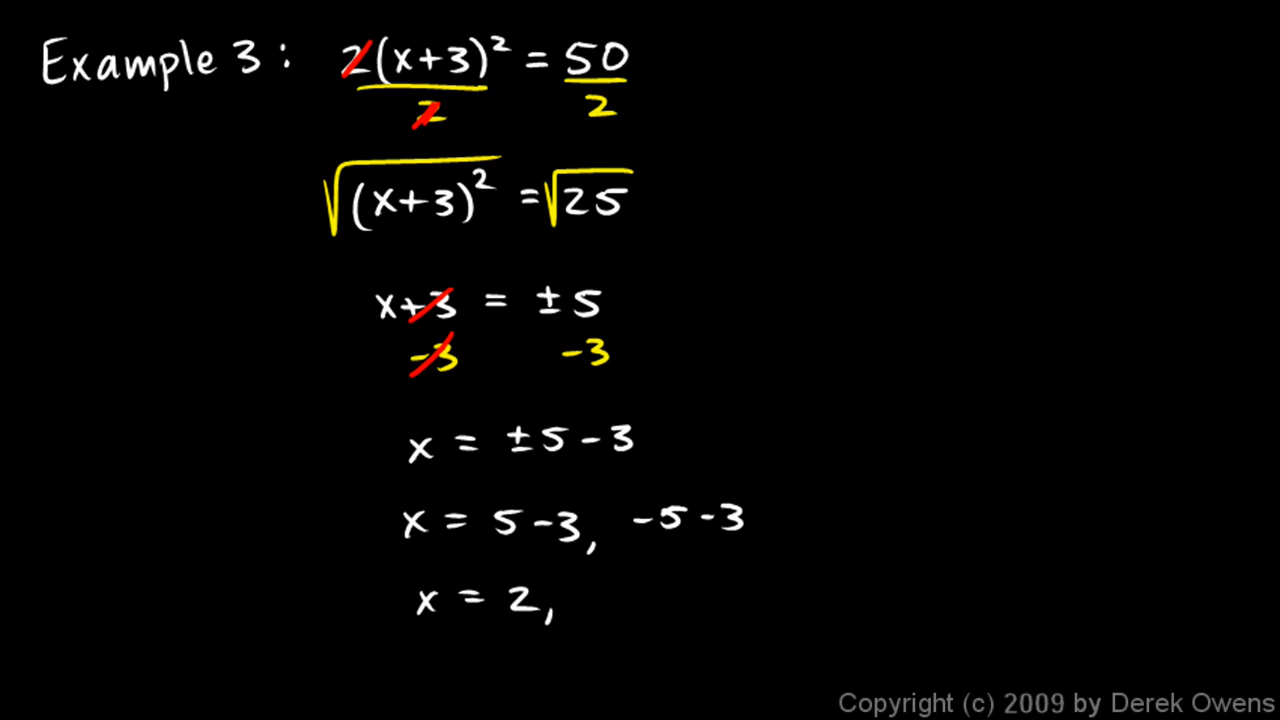 Example 3: 2(x+3)² = 50
2 2
√(x+3)² = √25
x+3 = ±5
-3 -3
x = ±5-3
x = 5-3, -5-3
x = 2,
Copyright (c) 2009 by Derek Owens